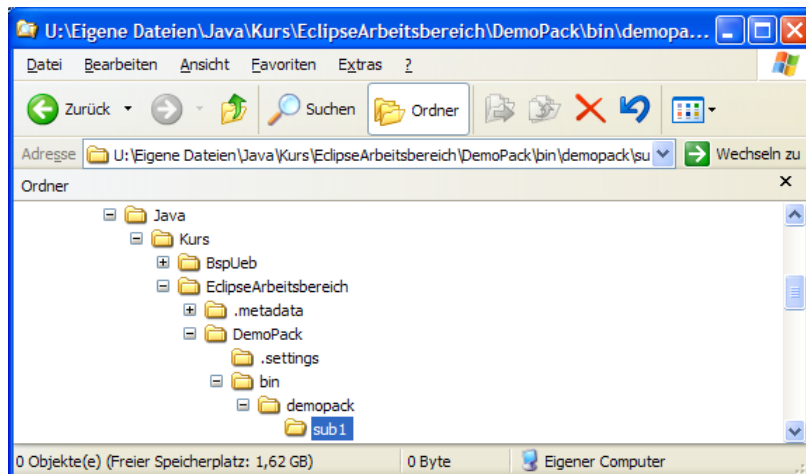 U:\Eigene Dateien\Java\Kurs\EclipseArbeitsbereich\DemoPack\bin\demopa...
Datei Bearbeiten Ansicht Favoriten Extras ?
Zurück Suchen Ordner
Adresse U:\Eigene Dateien\Java\Kurs\EclipseArbeitsbereich\DemoPack\bin\demopack\su Wechseln zu
Ordner x
Java
Kurs
BspUeb
EclipseArbeitsbereich
.metadata
DemoPack
.settings
bin
demopack
sub1
0 Objekte(e) (Freier Speicherplatz: 1,62 GB) 0 Byte Eigener Computer